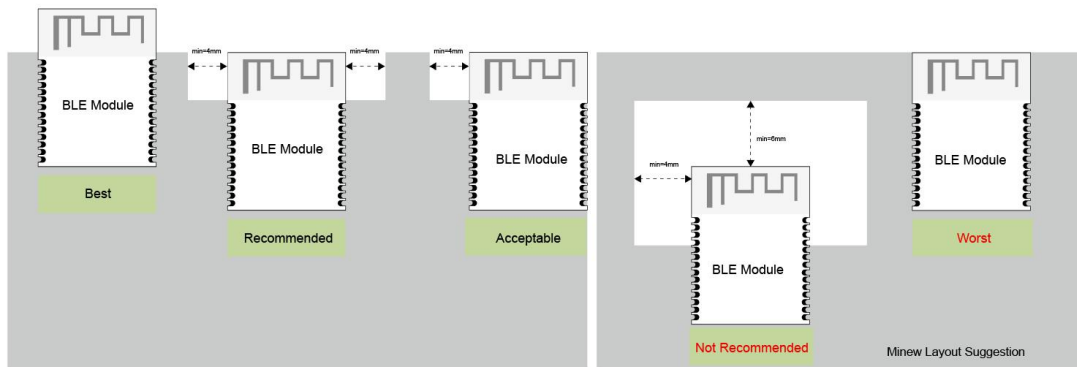 min=4mm
min=4mm
min=4mm
BLE Module
BLE Module
BLE Module
Best
Recommended
Acceptable
min=6mm
min=4mm
BLE Module
BLE Module
Worst
Not Recommended
Minew Layout Suggestion